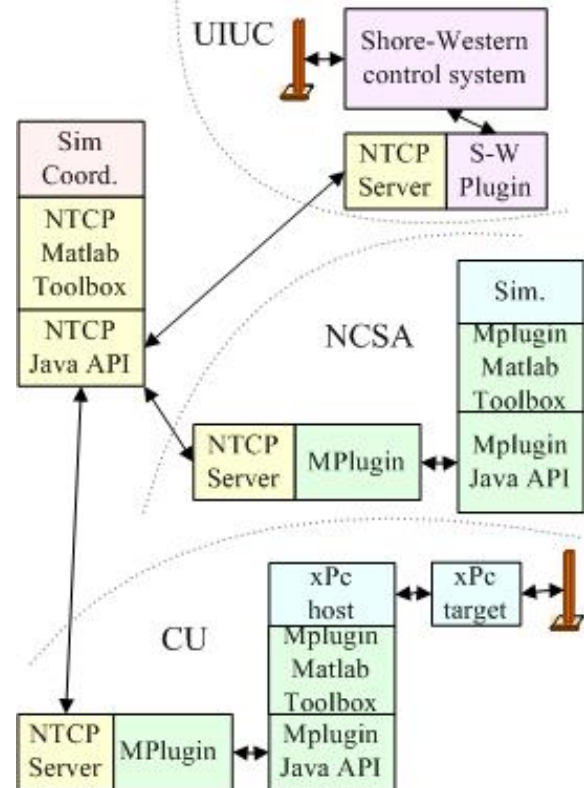 UIUC
Shore-Western
control system
NTCP
Server
S-W
Plugin
Sim
Coord.
NTCP
Matlab
Toolbox
NTCP
Java API
NCSA
Sim.
Mplugin
Matlab
Toolbox
Mplugin
Java API
NTCP
Server
MPlugin
CU
xPc
host
xPc
target
Mplugin
Matlab
Toolbox
Mplugin
Java API
NTCP
Server
MPlugin